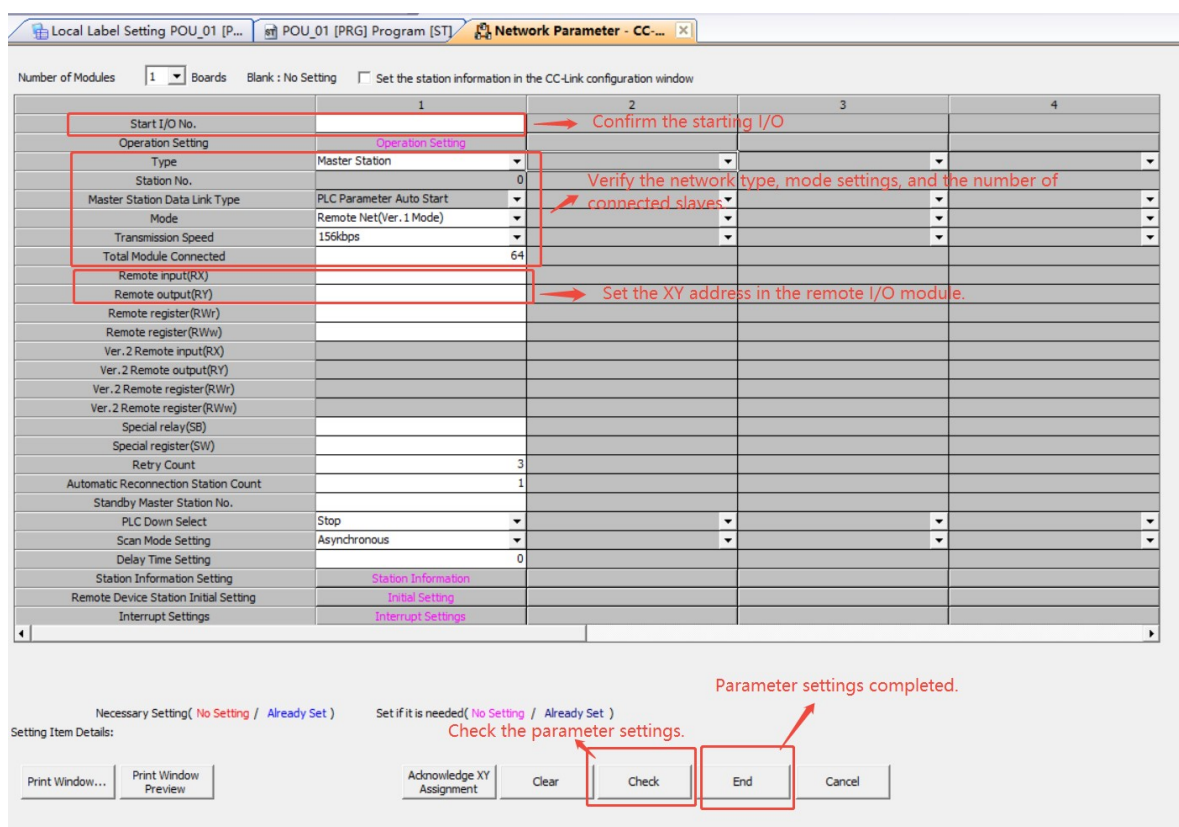 Local Label Setting POU_01 [P... POU_01 [PRG] Program [ST] Network Parameter - CC-...
Number of Modules 1 Boards Blank : No Setting Set the station information in the CC-Link configuration window
1 2 3 4
Start I/O No. Confirm the starting I/O
Operation Setting Operation Setting
Type Master Station
Station No. 0 Verify the network type, mode settings, and the number of
Master Station Data Link Type PLC Parameter Auto Start connected slaves
Mode Remote Net(Ver.1 Mode)
Transmission Speed 156kbps
Total Module Connected 64
Remote input(RX)
Remote output(RY) Set the XY address in the remote I/O module.
Remote register(RWr)
Remote register(RWw)
Ver.2 Remote input(RX)
Ver.2 Remote output(RY)
Ver.2 Remote register(RWr)
Ver.2 Remote register(RWw)
Special relay(SB)
Special register(SW)
Retry Count 3
Automatic Reconnection Station Count 1
Standby Master Station No.
PLC Down Select Stop
Scan Mode Setting Asynchronous
Delay Time Setting 0
Station Information Setting Station Information
Remote Device Station Initial Setting Initial Setting
Interrupt Settings Interrupt Settings
Parameter settings completed.
Necessary Setting( No Setting / Already Set ) Set if it is needed( No Setting / Already Set )
Setting Item Details: Check the parameter settings.
Print Window... Print Window Preview Acknowledge XY Assignment Clear Check End Cancel